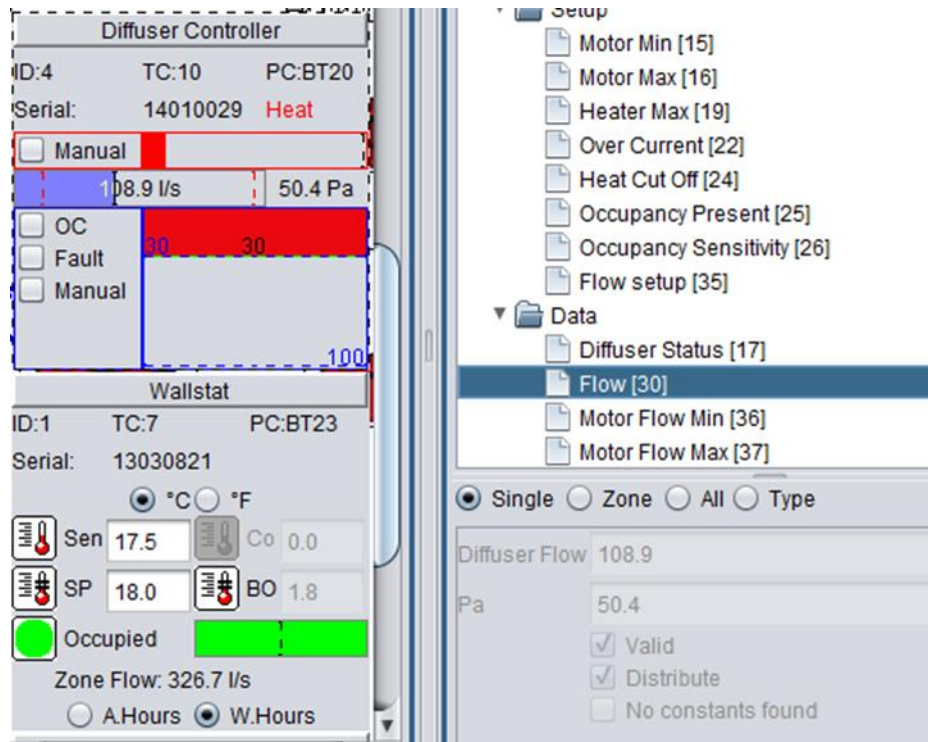 Diffuser Controller
ID:4 TC:10 PC:BT20
Serial: 14010029 Heat
Manual
108.9 l/s 50.4 Pa
OC
30 30
Fault
Manual
100
Wallstat
ID:1 TC:7 PC:BT23
Serial: 13030821
°C °F
Sen 17.5 Co 0.0
SP 18.0 BO 1.8
Occupied
Zone Flow: 326.7 l/s
A.Hours W.Hours
Setup
Motor Min [15]
Motor Max [16]
Heater Max [19]
Over Current [22]
Heat Cut Off [24]
Occupancy Present [25]
Occupancy Sensitivity [26]
Flow setup [35]
Data
Diffuser Status [17]
Flow [30]
Motor Flow Min [36]
Motor Flow Max [37]
Single Zone All Type
Diffuser Flow 108.9
Pa 50.4
Valid
Distribute
No constants found